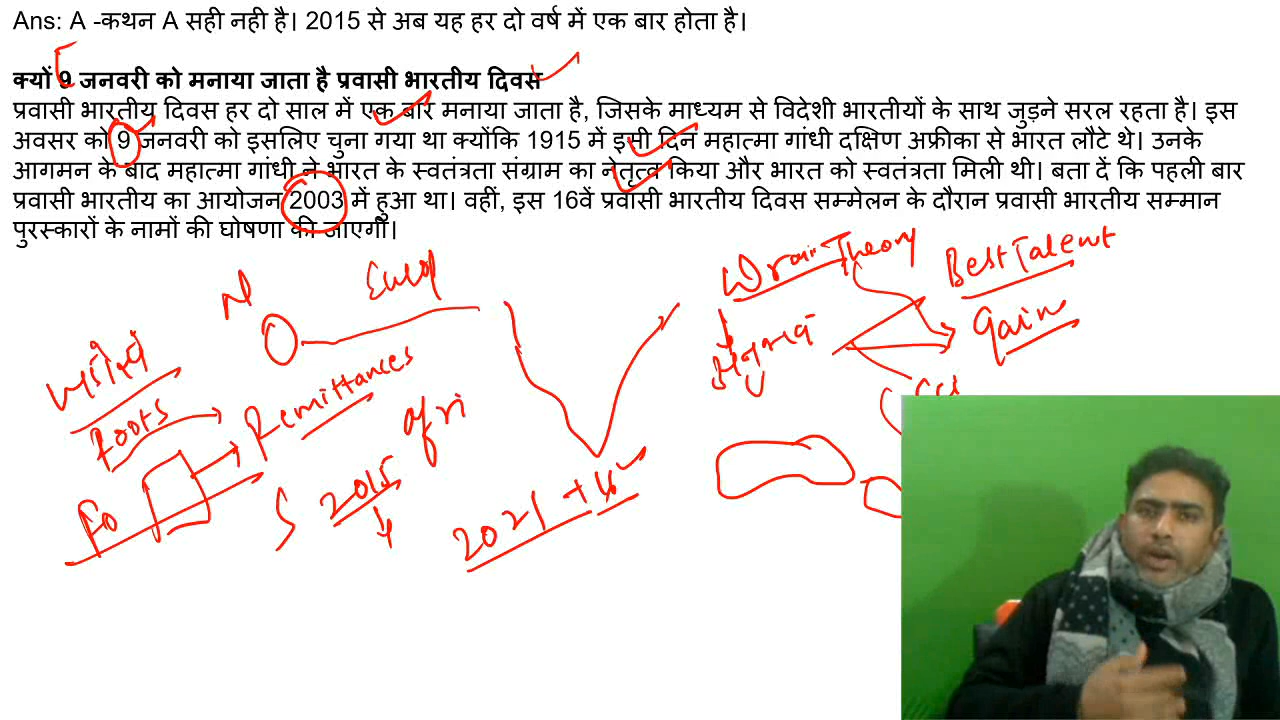 Ans: A -कथन A सही नही है। 2015 से अब यह हर दो वर्ष में एक बार होता है।
क्यों 9 जनवरी को मनाया जाता है प्रवासी भारतीय दिवस
प्रवासी भारतीय दिवस हर दो साल में एक बार मनाया जाता है, जिसके माध्यम से विदेशी भारतीयों के साथ जुड़ने सरल रहता है। इस
अवसर को 9 जनवरी को इसलिए चुना गया था क्योंकि 1915 में इसी दिन महात्मा गांधी दक्षिण अफ्रीका से भारत लौटे थे। उनके
आगमन के बाद महात्मा गांधी ने भारत के स्वतंत्रता संग्राम का नेतृत्व किया और भारत को स्वतंत्रता मिली थी। बता दें कि पहली बार
प्रवासी भारतीय का आयोजन 2003 में हुआ था। वहीं, इस 16वें प्रवासी भारतीय दिवस सम्मेलन के दौरान प्रवासी भारतीय सम्मान
पुरस्कारों के नामों की घोषणा की जाएगी।
Theory
Best Talent
Gain
Roots
Remittances
2015
2021 + 16